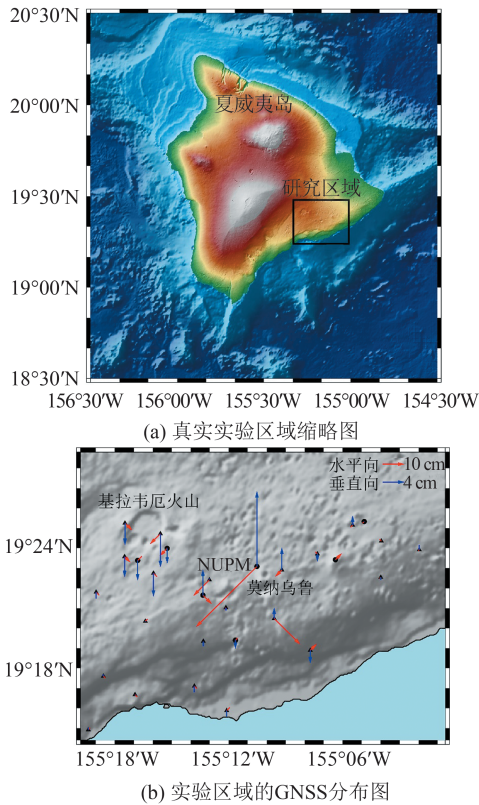 20°30′N
20°00′N
19°30′N
19°00′N
18°30′N
夏威夷岛
研究区域
156°30′W 156°00′W 155°30′W 155°00′W 154°30′W
(a) 真实实验区域缩略图
水平向 10 cm
垂直向 4 cm
基拉韦厄火山
19°24′N
NUPM
莫纳乌鲁
19°18′N
155°18′W 155°12′W 155°06′W
(b) 实验区域的GNSS分布图